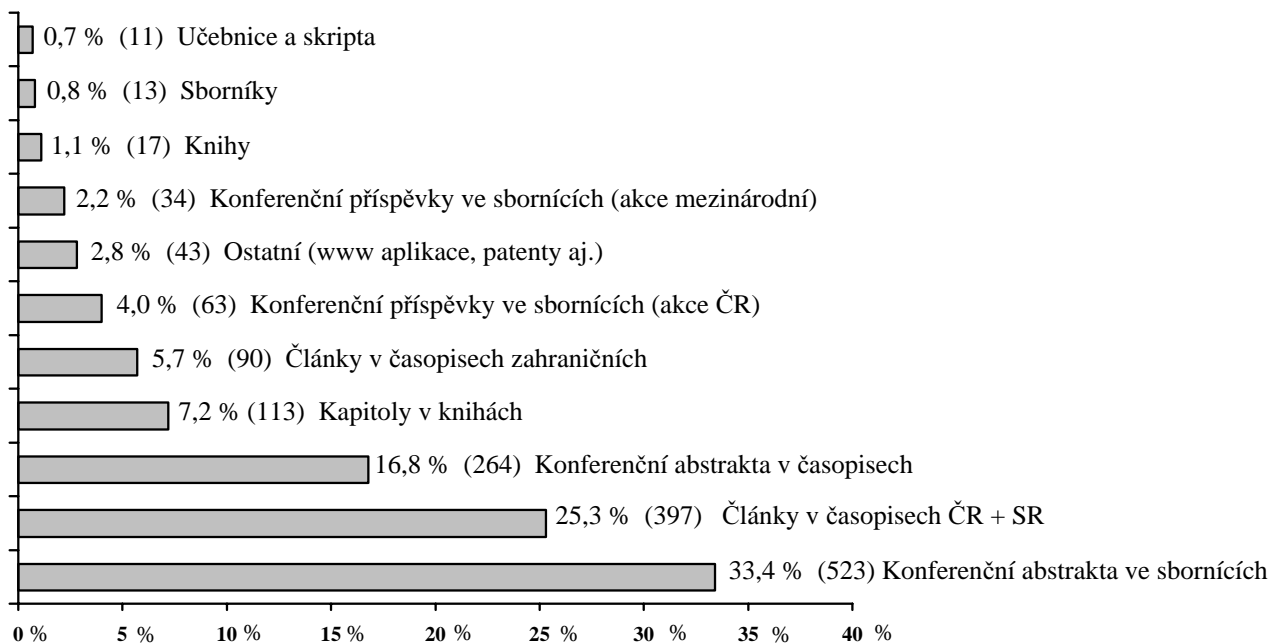 0,7 % (11) Učebnice a skripta
0,8 % (13) Sborníky
1,1 % (17) Knihy
2,2 % (34) Konferenční příspěvky ve sbornících (akce mezinárodní)
2,8 % (43) Ostatní (www aplikace, patenty aj.)
4,0 % (63) Konferenční příspěvky ve sbornících (akce ČR)
5,7 % (90) Články v časopisech zahraničních
7,2 % (113) Kapitoly v knihách
16,8 % (264) Konferenční abstrakta v časopisech
25,3 % (397) Články v časopisech ČR + SR
33,4 % (523) Konferenční abstrakta ve sbornících
0 % 5 % 10 % 15 % 20 % 25 % 30 % 35 % 40 %